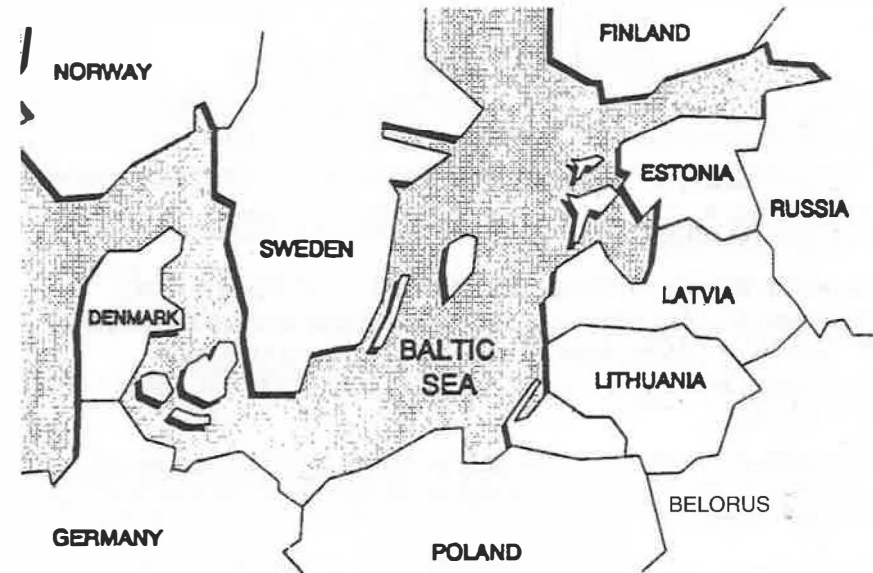 FINLAND
NORWAY
ESTONIA
RUSSIA
SWEDEN
LATVIA
DENMARK
BALTIC
SEA
LITHUANIA
BELORUS
GERMANY
POLAND